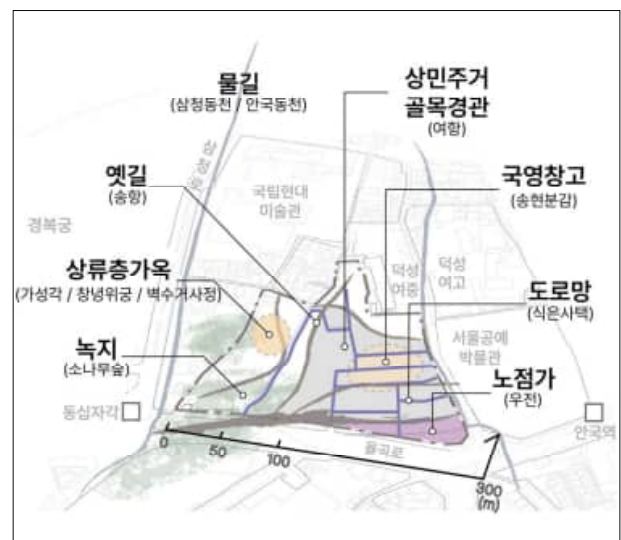 물길
(삼청동천 / 안국동천)
상민주거
골목경관
(여항)
옛길
(송항)
삼청로
국립현대
미술관
국영창고
(송현분감)
경복궁
상류층가옥
(가성각 / 창녕위궁 / 벽수거사정)
덕성
여중
덕성
여고
도로망
(식은사택)
녹지
(소나무숲)
서울공예
박물관
노점가
(우전)
동십자각
안국역
율곡로
0
50
100
300
(m)